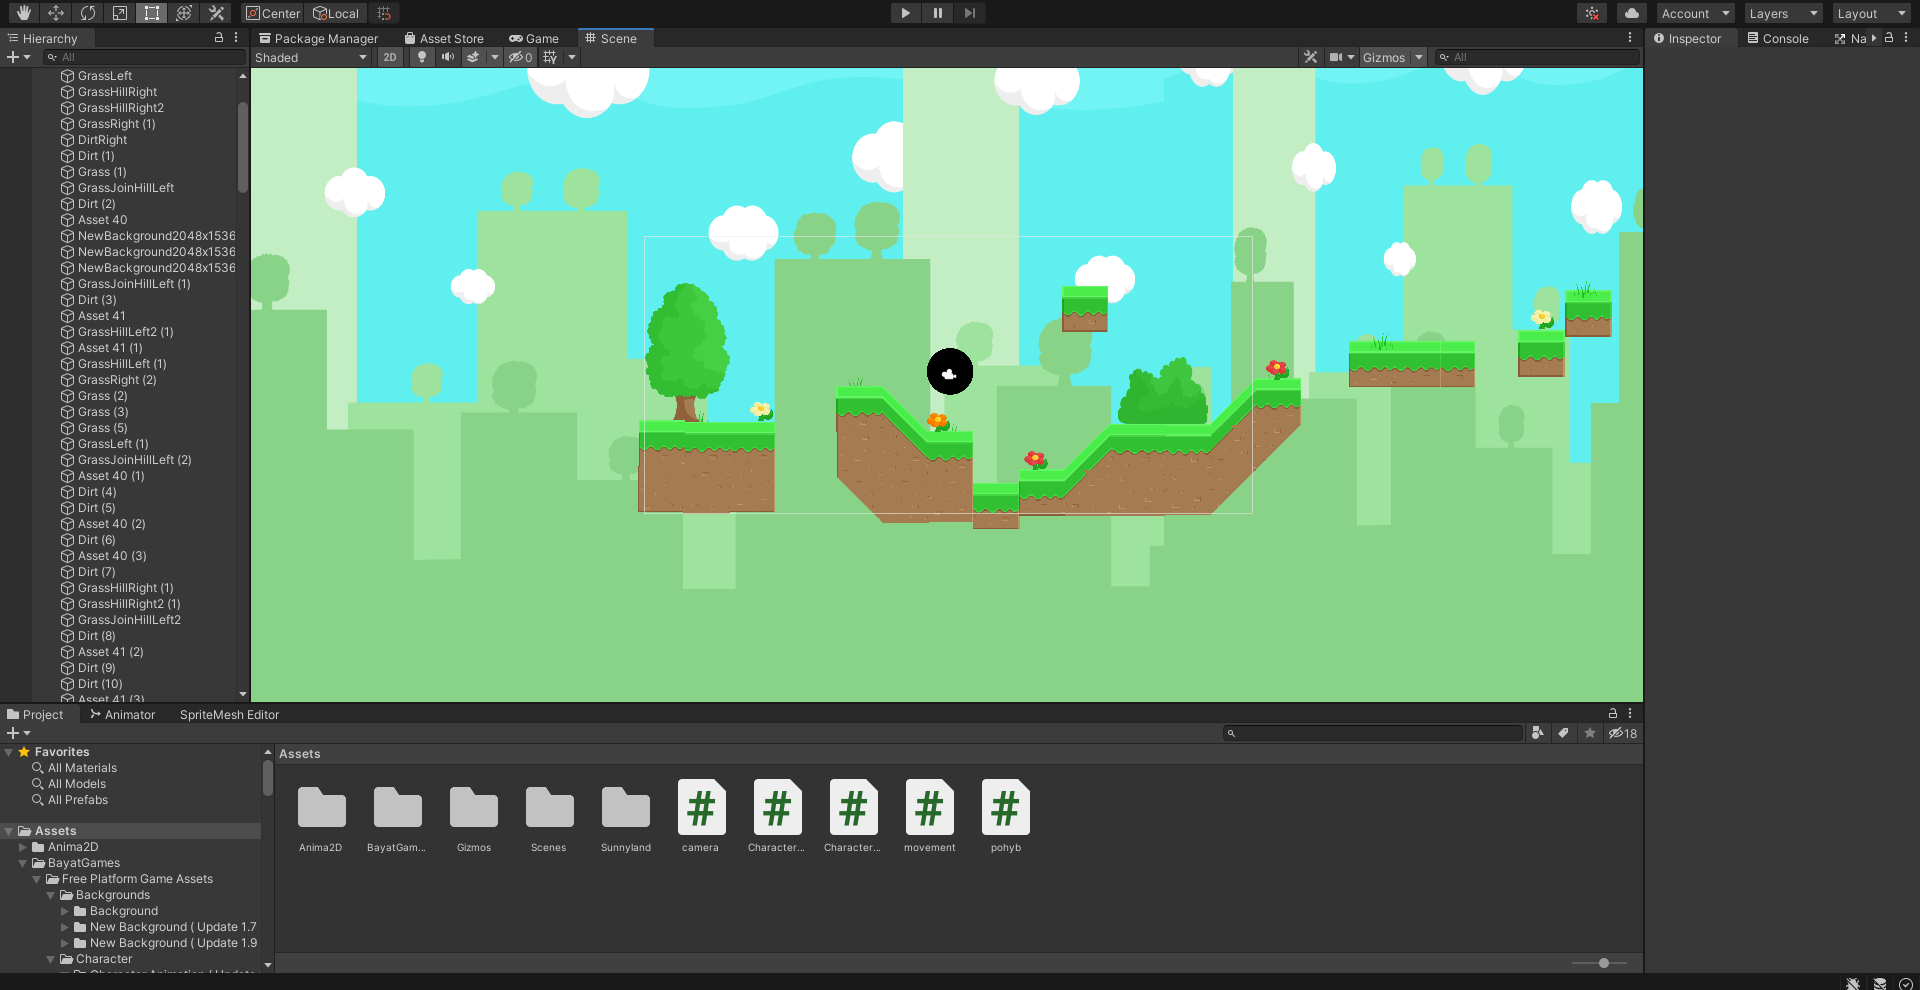 Center Local Account Layers Layout
Hierarchy Package Manager Asset Store Game Scene Inspector Console Na
All Shaded 2D 0 Gizmos All
GrassLeft
GrassHillRight
GrassHillRight2
GrassRight (1)
DirtRight
Dirt (1)
Grass (1)
GrassJoinHillLeft
Dirt (2)
Asset 40
NewBackground2048x1536
NewBackground2048x1536
NewBackground2048x1536
GrassJoinHillLeft (1)
Dirt (3)
Asset 41
GrassHillLeft2 (1)
Asset 41 (1)
GrassHillLeft (1)
GrassRight (2)
Grass (2)
Grass (3)
Grass (5)
GrassLeft (1)
GrassJoinHillLeft (2)
Asset 40 (1)
Dirt (4)
Dirt (5)
Asset 40 (2)
Dirt (6)
Asset 40 (3)
Dirt (7)
GrassHillRight (1)
GrassHillRight2 (1)
GrassJoinHillLeft2
Dirt (8)
Asset 41 (2)
Dirt (9)
Dirt (10)
Asset 41 (3)
Project Animator SpriteMesh Editor
18
Favorites
All Materials
All Models
All Prefabs
Assets
Anima2D
BayatGames
Free Platform Game Assets
Backgrounds
Background
New Background ( Update 1.7
New Background ( Update 1.9
Character
Character Animation ( Update
Assets
Anima2D BayatGam... Gizmos Scenes Sunnyland camera Character... Character... movement pohyb